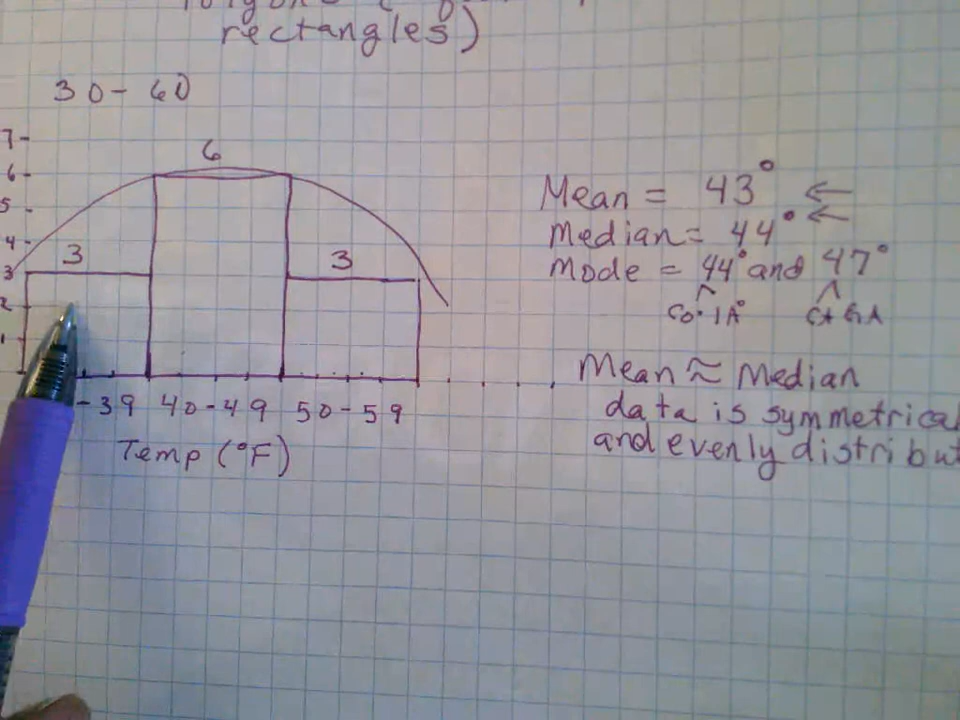 rectangles)
30-60
7
6
6
5
4
3
3
3
2
1
-39 40-49 50-59
Temp (°F)
Mean = 43°
Median = 44°
Mode = 44° and 47°
Mean ≈ Median
data is symmetrical
and evenly distribut